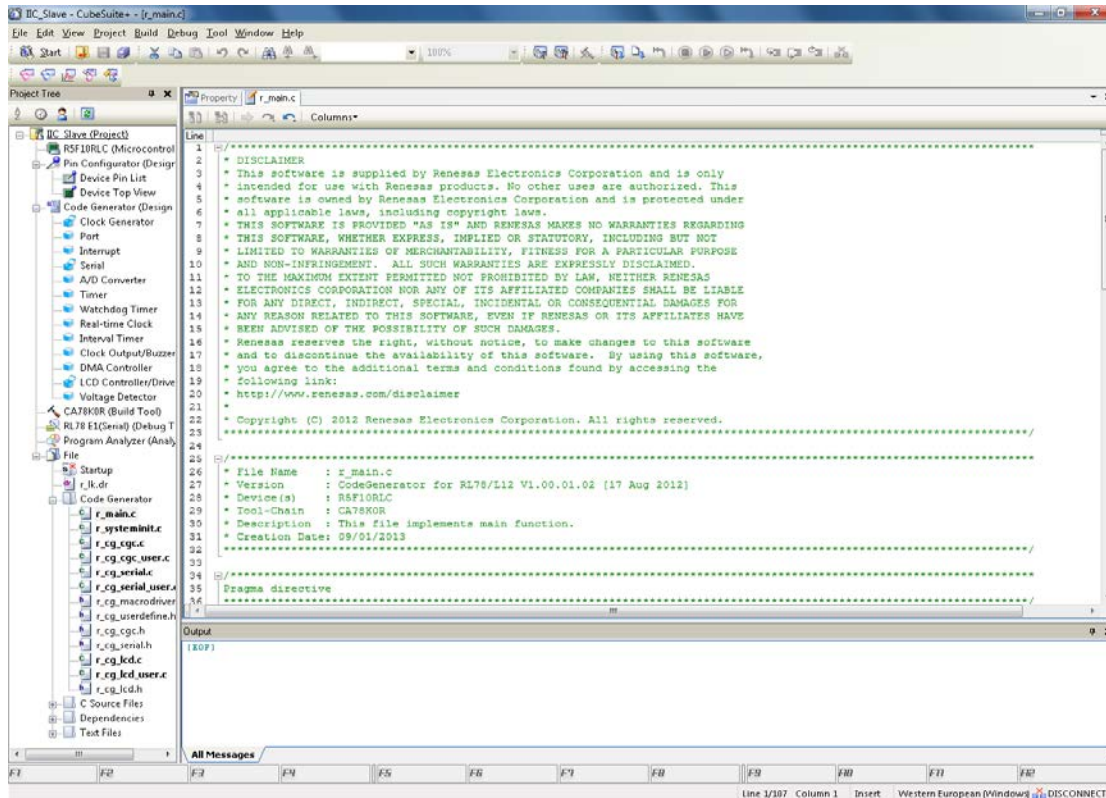 IIC_Slave - CubeSuite+ - [r_main.c]
File Edit View Project Build Debug Tool Window Help
Start 100%
Project Tree
Property r_main.c
Columns
IIC_Slave (Project)
R5F10RLC (Microcontrol
Pin Configurator (Desigr
Device Pin List
Device Top View
Code Generator (Design
Clock Generator
Port
Interrupt
Serial
A/D Converter
Timer
Watchdog Timer
Real-time Clock
Interval Timer
Clock Output/Buzzer
DMA Controller
LCD Controller/Drive
Voltage Detector
CA78K0R (Build Tool)
RL78 E1(Serial) (Debug T
Program Analyzer (Analy
File
Startup
r_lk.dr
Code Generator
r_main.c
r_systeminit.c
r_cg_cgc.c
r_cg_cgc_user.c
r_cg_serial.c
r_cg_serial_user.c
r_cg_macrodriver
r_cg_userdefine.h
r_cg_cgc.h
r_cg_serial.h
r_cg_lcd.c
r_cg_lcd_user.c
r_cg_lcd.h
C Source Files
Dependencies
Text Files
Line
1 /***********************************************************************************************************************
2 * DISCLAIMER
3 * This software is supplied by Renesas Electronics Corporation and is only
4 * intended for use with Renesas products. No other uses are authorized. This
5 * software is owned by Renesas Electronics Corporation and is protected under
6 * all applicable laws, including copyright laws.
7 * THIS SOFTWARE IS PROVIDED "AS IS" AND RENESAS MAKES NO WARRANTIES REGARDING
8 * THIS SOFTWARE, WHETHER EXPRESS, IMPLIED OR STATUTORY, INCLUDING BUT NOT
9 * LIMITED TO WARRANTIES OF MERCHANTABILITY, FITNESS FOR A PARTICULAR PURPOSE
10 * AND NON-INFRINGEMENT.  ALL SUCH WARRANTIES ARE EXPRESSLY DISCLAIMED.
11 * TO THE MAXIMUM EXTENT PERMITTED NOT PROHIBITED BY LAW, NEITHER RENESAS
12 * ELECTRONICS CORPORATION NOR ANY OF ITS AFFILIATED COMPANIES SHALL BE LIABLE
13 * FOR ANY DIRECT, INDIRECT, SPECIAL, INCIDENTAL OR CONSEQUENTIAL DAMAGES FOR
14 * ANY REASON RELATED TO THIS SOFTWARE, EVEN IF RENESAS OR ITS AFFILIATES HAVE
15 * BEEN ADVISED OF THE POSSIBILITY OF SUCH DAMAGES.
16 * Renesas reserves the right, without notice, to make changes to this software
17 * and to discontinue the availability of this software.  By using this software,
18 * you agree to the additional terms and conditions found by accessing the
19 * following link:
20 * http://www.renesas.com/disclaimer
21 *
22 * Copyright (C) 2012 Renesas Electronics Corporation. All rights reserved.
23 ***********************************************************************************************************************/
24
25 /***********************************************************************************************************************
26 * File Name    : r_main.c
27 * Version      : CodeGenerator for RL78/L12 V1.00.01.02 [17 Aug 2012]
28 * Device(s)    : R5F10RLC
29 * Tool-Chain   : CA78K0R
30 * Description  : This file implements main function.
31 * Creation Date: 09/01/2013
32 ***********************************************************************************************************************/
33
34 /***********************************************************************************************************************
35 Pragma directive
36 ***********************************************************************************************************************/
Output
[EOF]
All Messages
F1 F2 F3 F4 F5 F6 F7 F8 F9 F10 F11 F12
Line 1/107 Column 1 Insert Western European (Windows) DISCONNECT